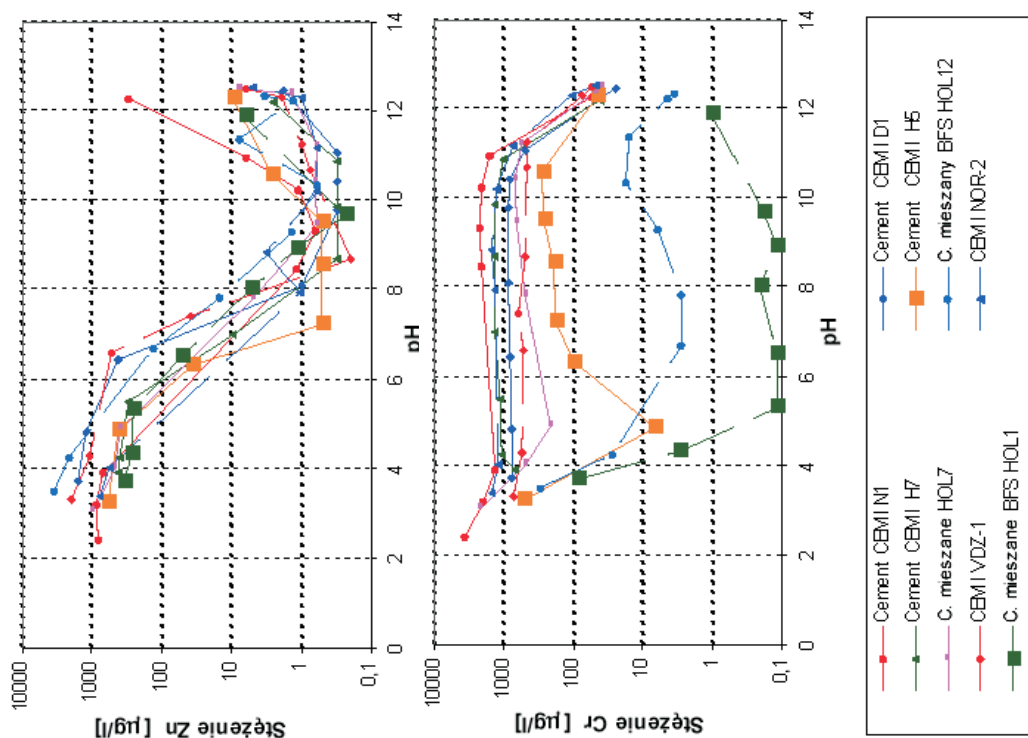 Stężenie Zn [ µg/l]
10000
1000
100
10
1
0,1
0
2
4
6
8
10
12
14
pH
Stężenie Cr [ µg/l]
10000
1000
100
10
1
0,1
0
2
4
6
8
10
12
14
pH
Cement CEM I N1
Cement CEM I D1
Cement CEM I H7
Cement CEM I H5
C. mieszane HOL7
C. mieszany BFS HOL12
CEM I VDZ-1
CEM I NOR-2
C. mieszane BFS HOL1